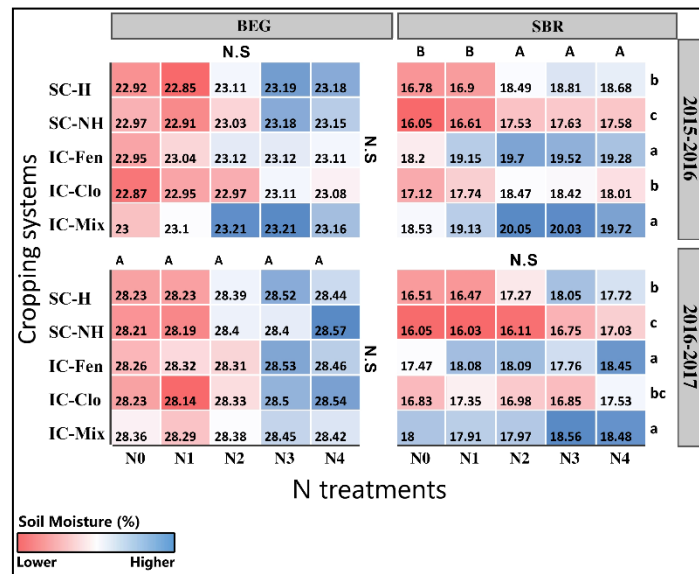 BEG SBR
N.S B B A A A
SC-H 22.92 22.85 23.11 23.19 23.18 16.78 16.9 18.49 18.81 18.68 b
SC-NH 22.97 22.91 23.03 23.18 23.15 16.05 16.61 17.53 17.63 17.58 c
IC-Fen 22.95 23.04 23.12 23.12 23.11 N.S 18.2 19.15 19.7 19.52 19.28 a
IC-Clo 22.87 22.95 22.97 23.11 23.08 17.12 17.74 18.47 18.42 18.01 b
IC-Mix 23 23.1 23.21 23.21 23.16 18.53 19.13 20.05 20.03 19.72 a
2015-2016
Cropping systems
A A A A A N.S
SC-H 28.23 28.23 28.39 28.52 28.44 16.51 16.47 17.27 18.05 17.72 b
SC-NH 28.21 28.19 28.4 28.4 28.57 16.05 16.03 16.11 16.75 17.03 c
IC-Fen 28.26 28.32 28.31 28.53 28.46 N.S 17.47 18.08 18.09 17.76 18.45 a
IC-Clo 28.23 28.14 28.33 28.5 28.54 16.83 17.35 16.98 16.85 17.53 bc
IC-Mix 28.36 28.29 28.38 28.45 28.42 18 17.91 17.97 18.56 18.48 a
2016-2017
N0 N1 N2 N3 N4 N0 N1 N2 N3 N4
N treatments
Soil Moisture (%)
Lower Higher